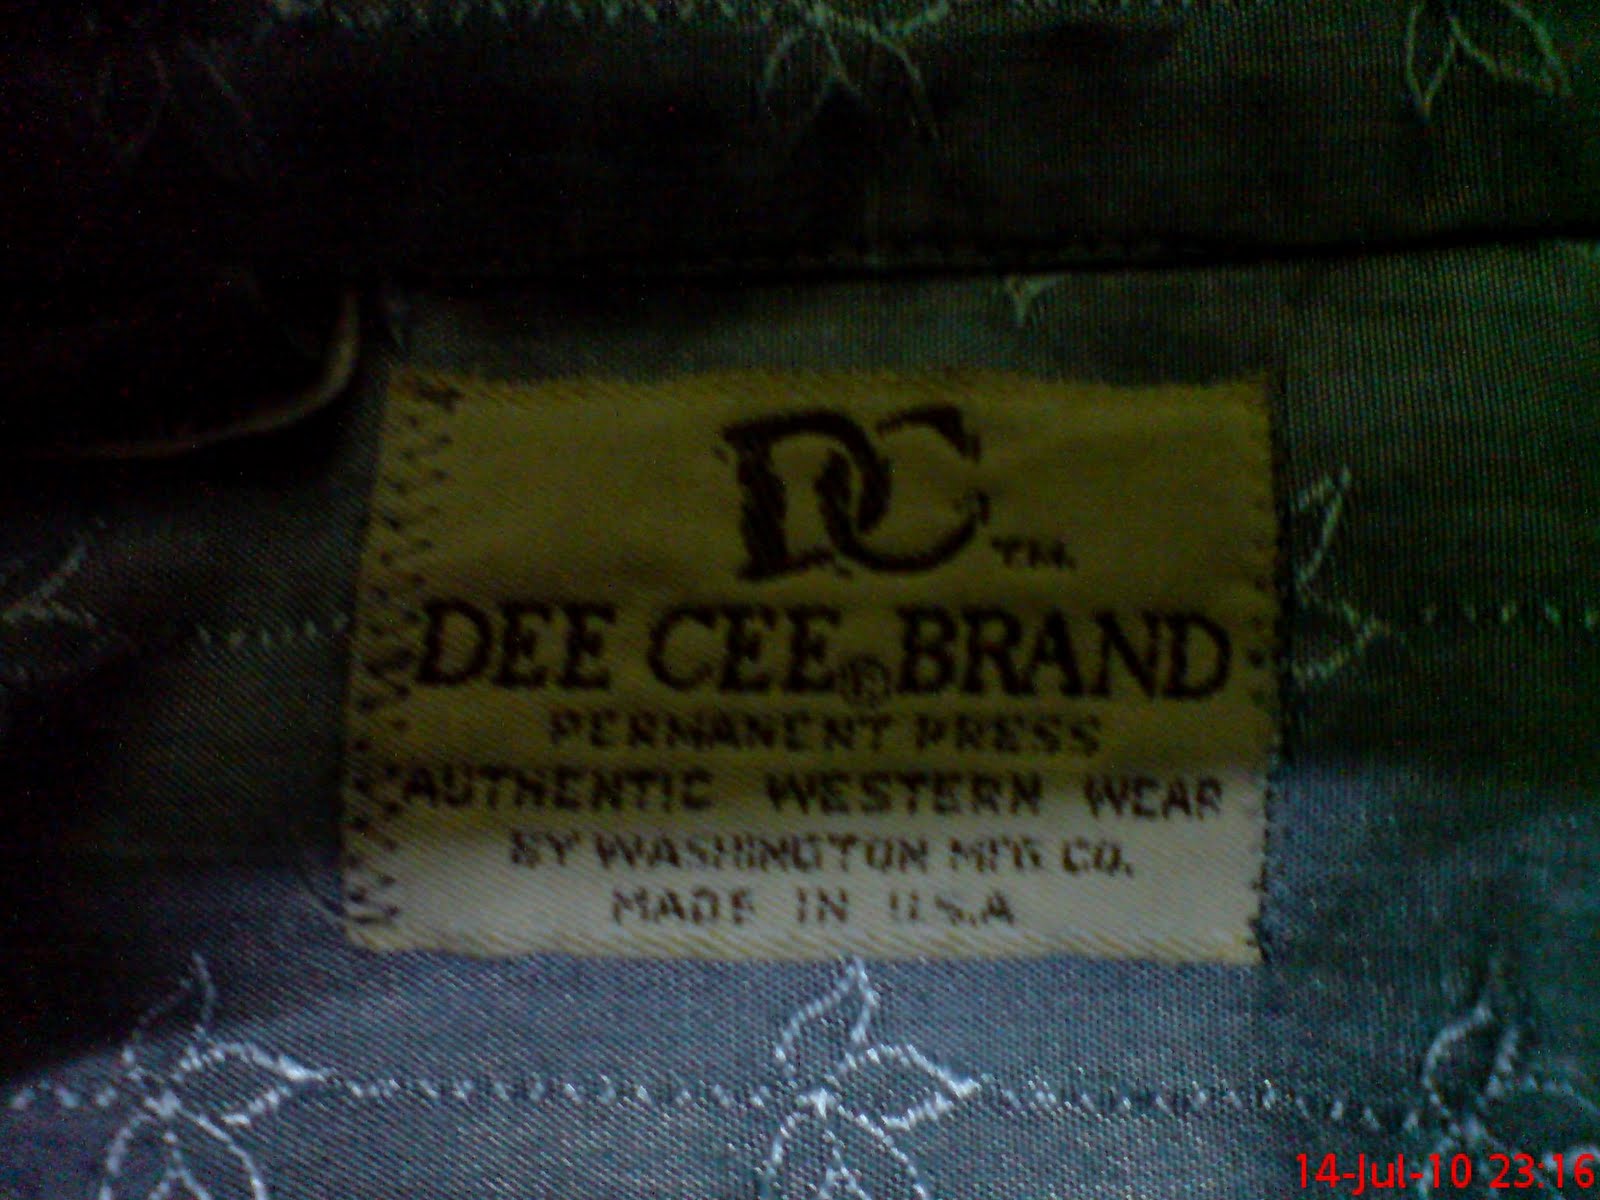 DC TM.
DEE CEE® BRAND
PERMANENT PRESS
AUTHENTIC WESTERN WEAR
BY WASHINGTON MFG. CO.
MADE IN U.S.A
14-Jul-10 23:16